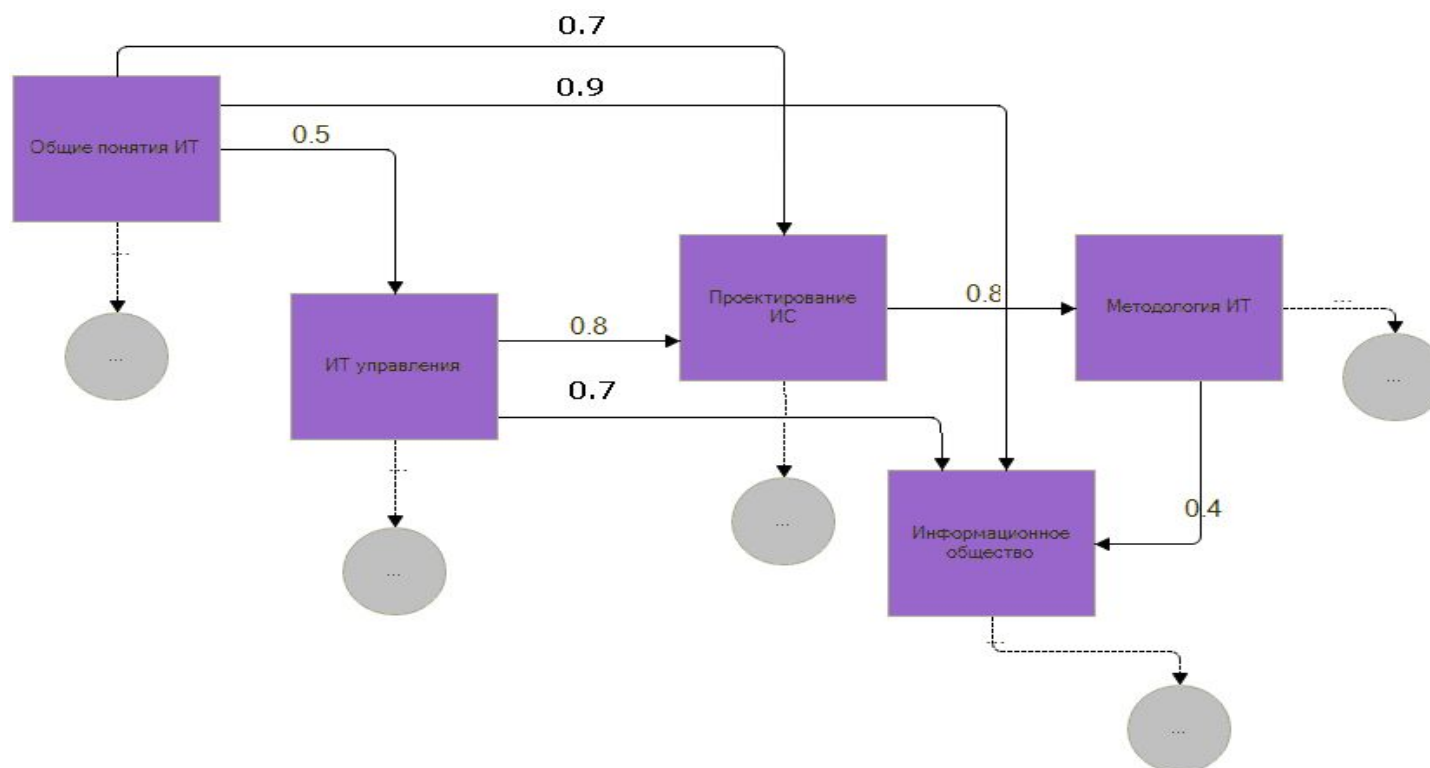 0.7
0.9
Общие понятия ИТ
0.5
...
ИТ управления
0.8
0.7
...
Проектирование
ИС
0.8
...
Методология ИТ
...
...
0.4
Информационное
общество
...